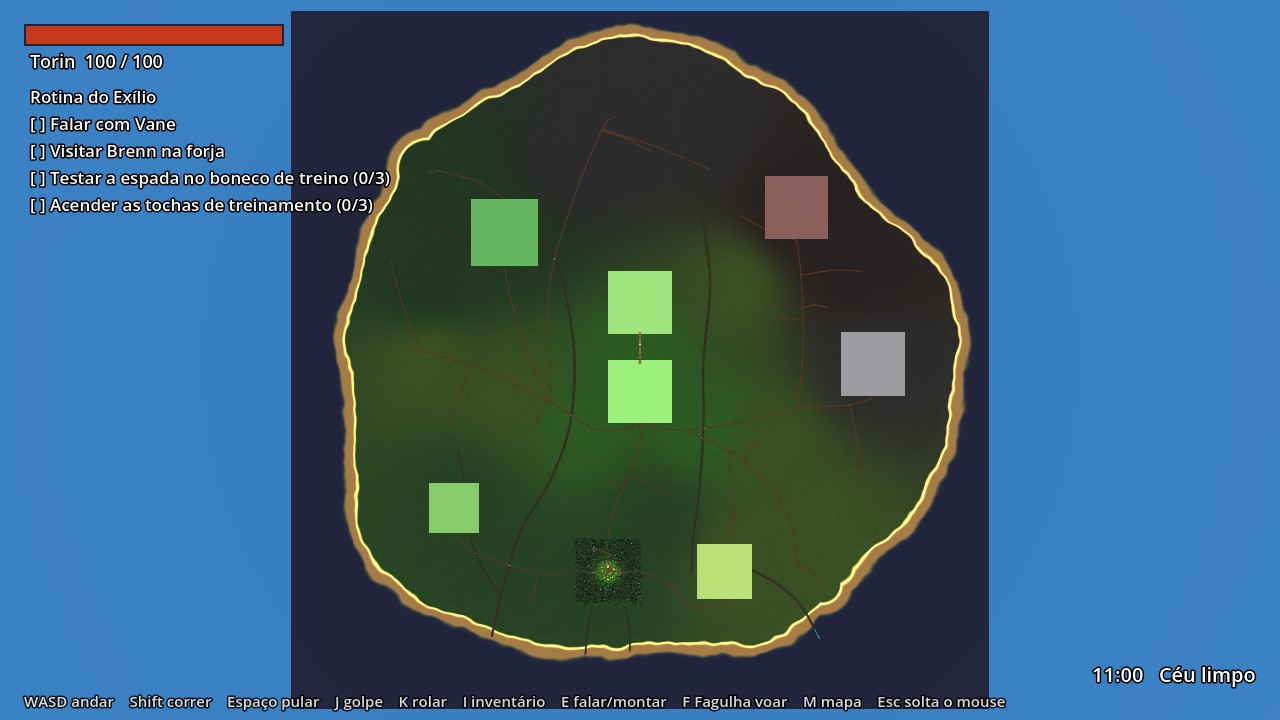 Torin 100 / 100
Rotina do Exílio
[ ] Falar com Vane
[ ] Visitar Brenn na forja
[ ] Testar a espada no boneco de treino (0/3)
[ ] Acender as tochas de treinamento (0/3)
11:00 Céu limpo
WASD andar Shift correr Espaço pular J golpe K rolar I inventário E falar/montar F Fagulha voar M mapa Esc solta o mouse